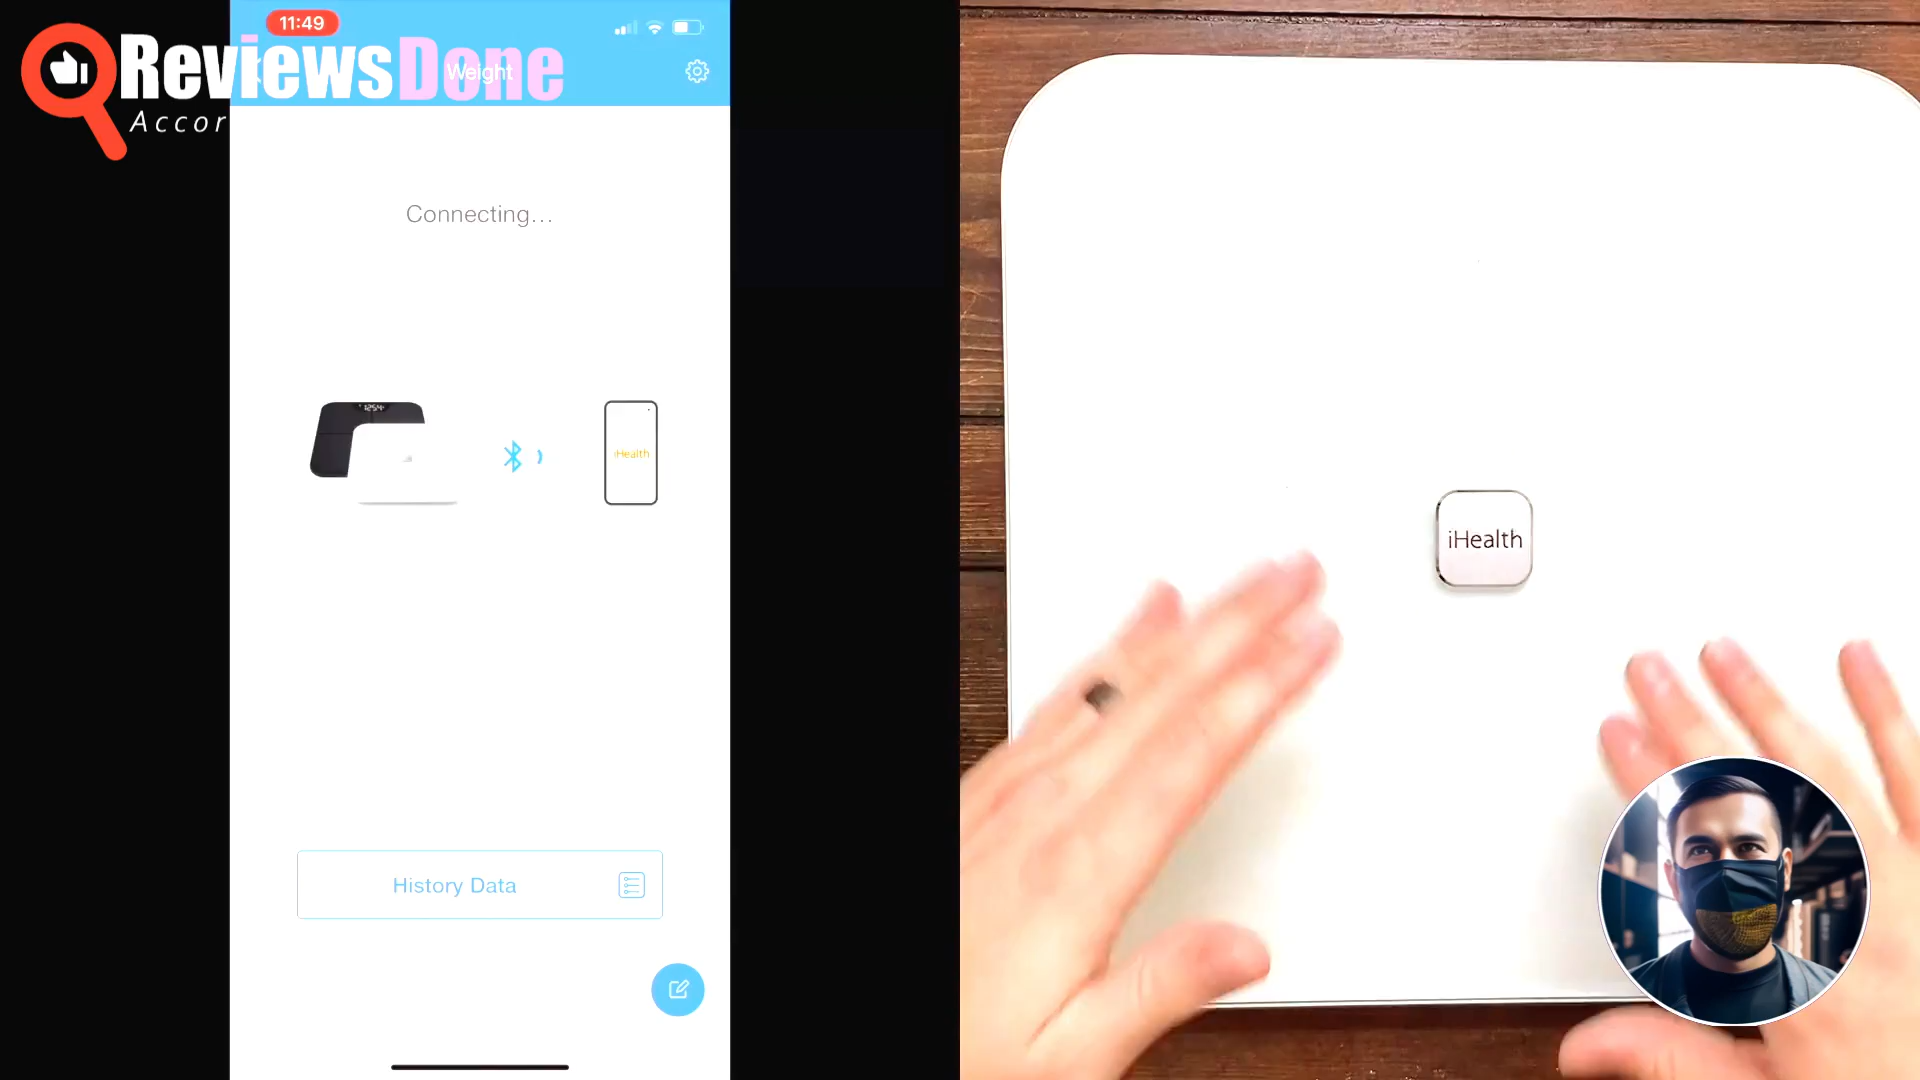 11:49
ReviewsDone
Weight
Accor
Connecting...
iHealth
iHealth
History Data